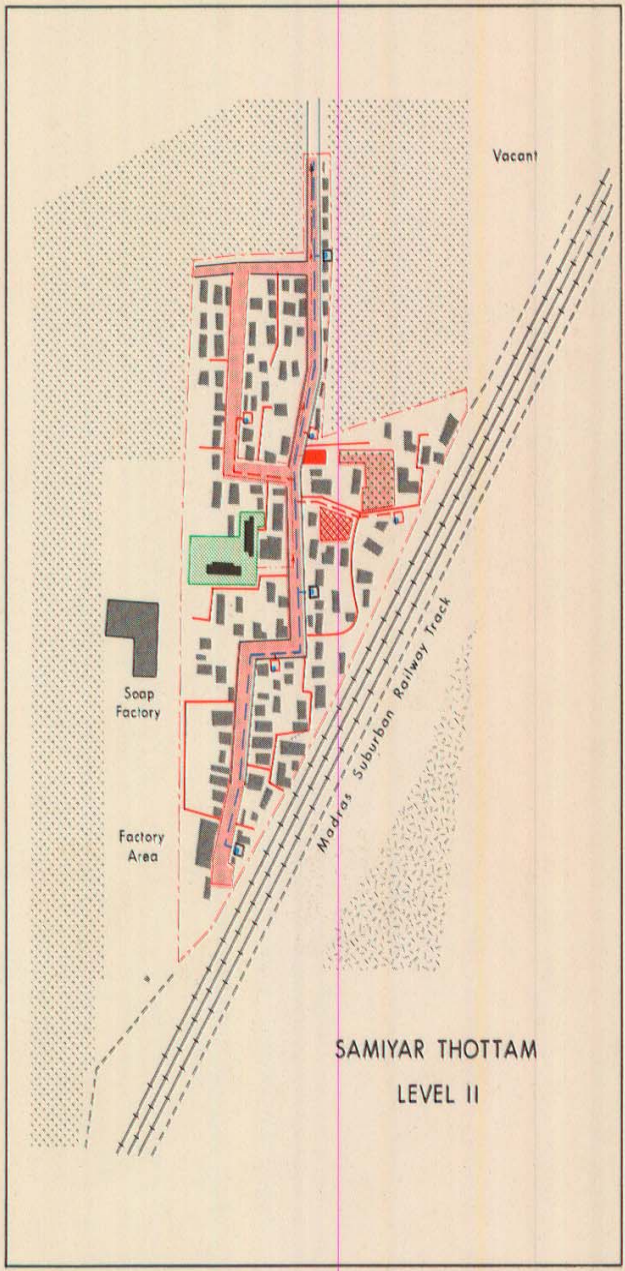 Vacant
Soap
Factory
Madras Suburban Railway Track
Factory
Area
SAMIYAR THOTTAM
LEVEL II